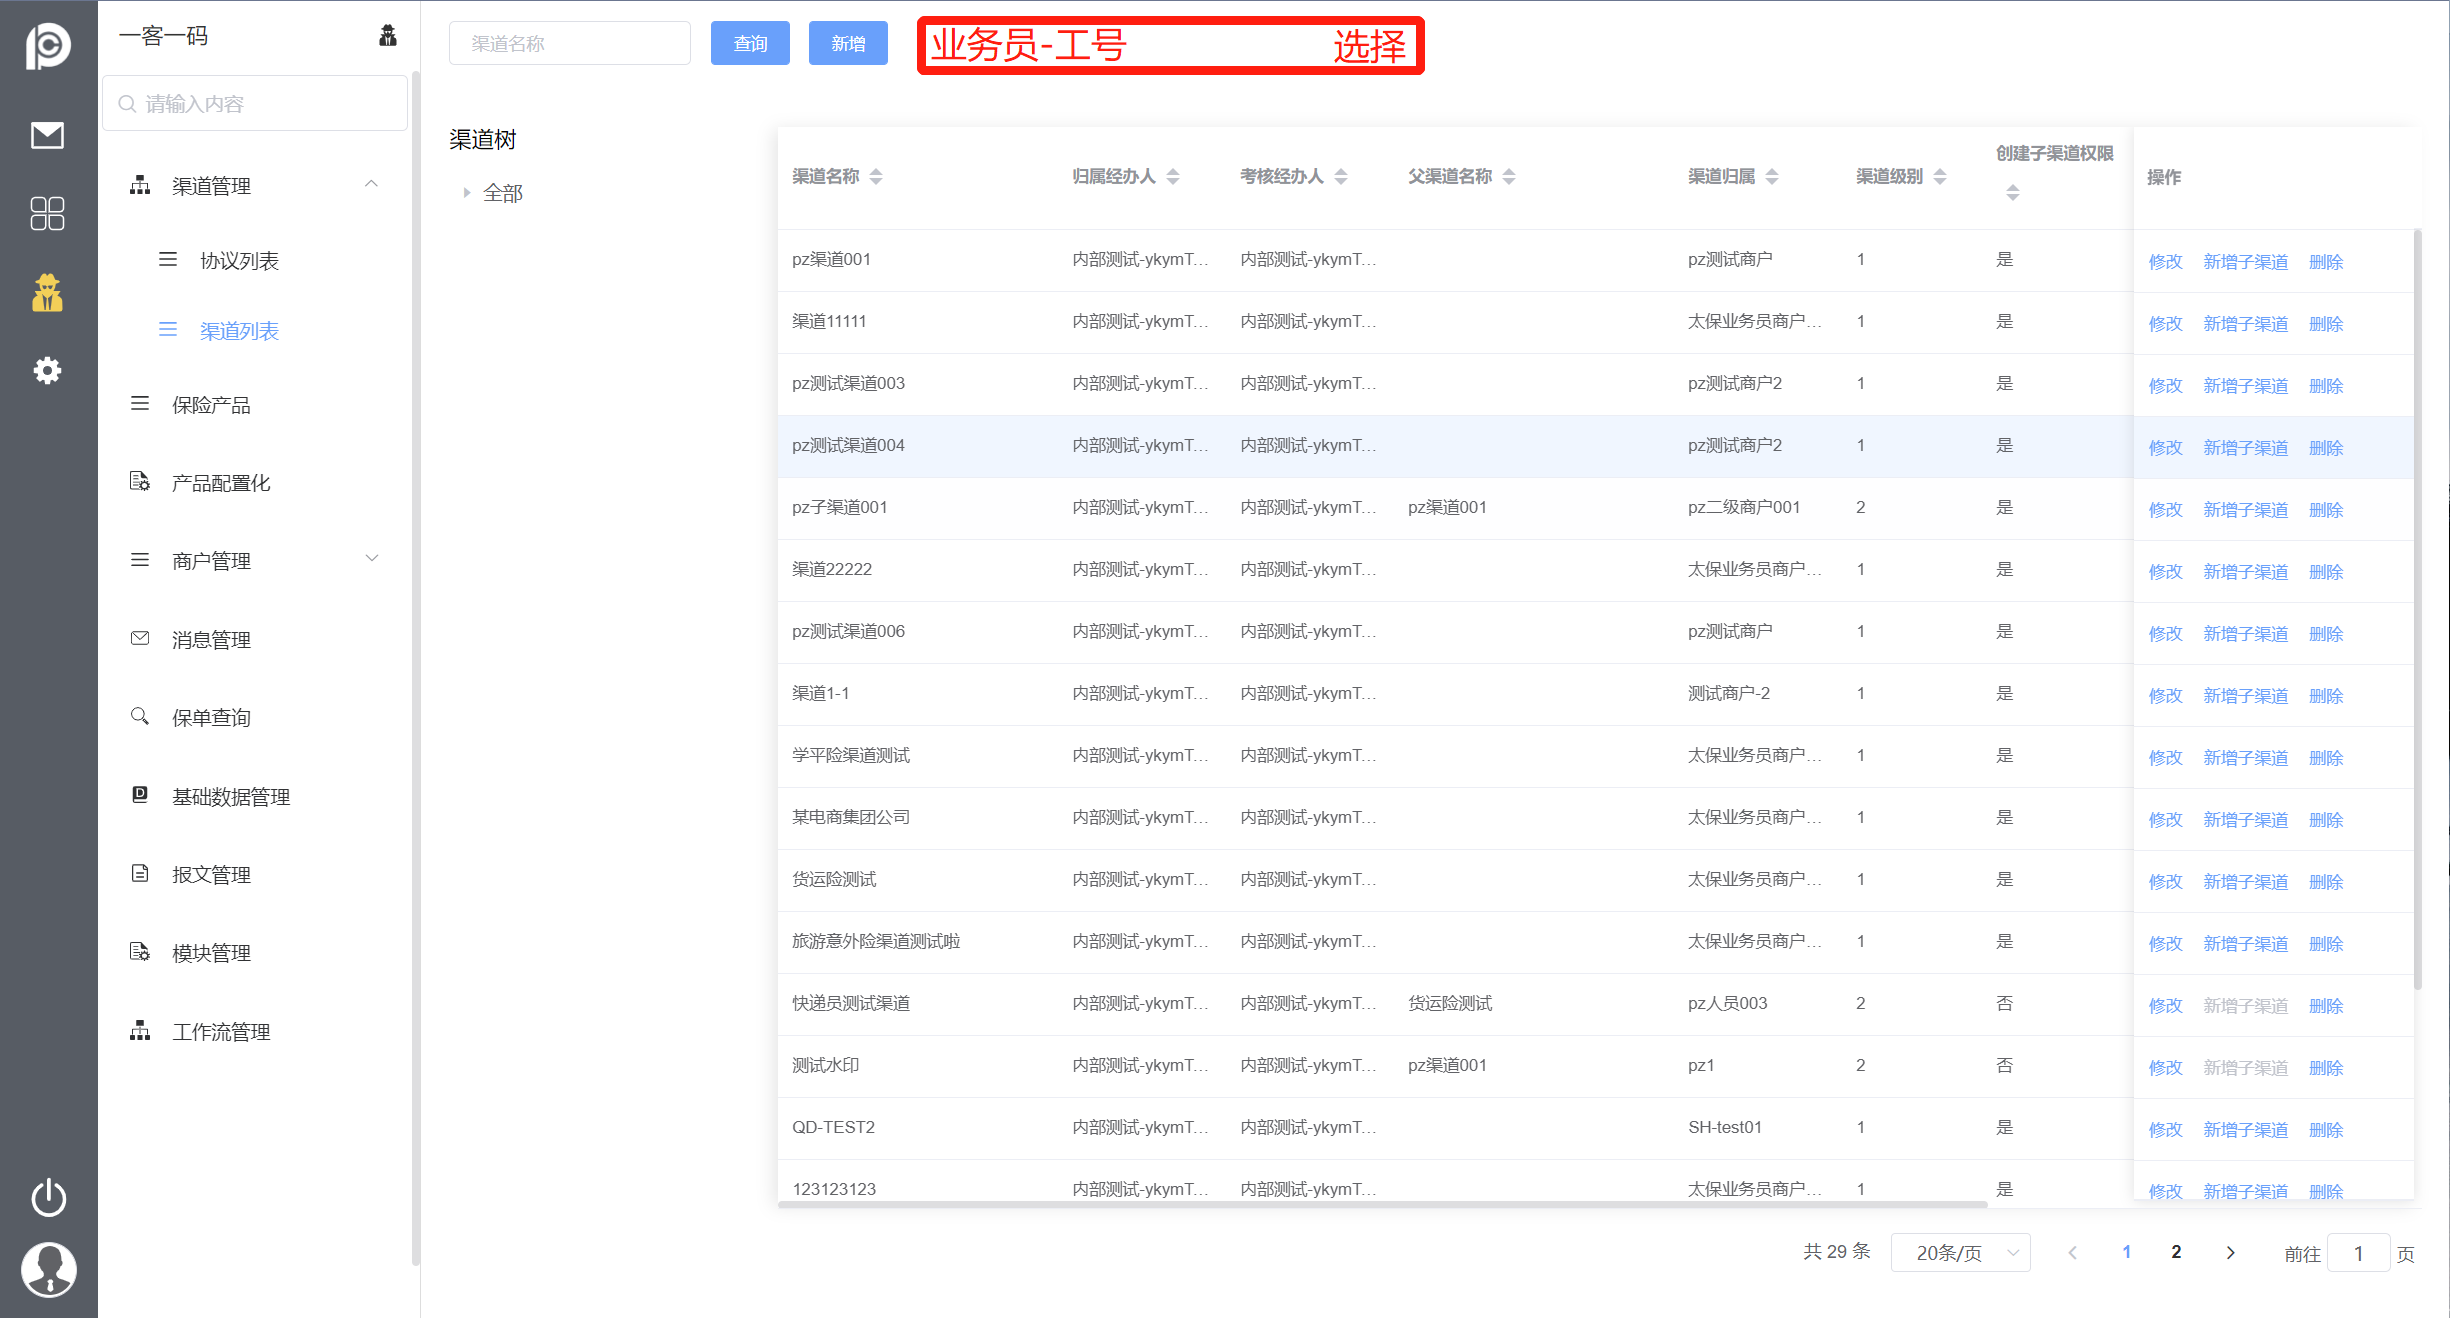 一客一码
请输入内容
渠道管理
协议列表
渠道列表
保险产品
产品配置化
商户管理
消息管理
保单查询
基础数据管理
报文管理
模块管理
工作流管理
渠道名称 查询 新增 业务员-工号 选择
渠道树
全部
渠道名称 归属经办人 考核经办人 父渠道名称 渠道归属 渠道级别 创建子渠道权限 操作
pz渠道001 内部测试-ykymT... 内部测试-ykymT... pz测试商户 1 是 修改 新增子渠道 删除
渠道11111 内部测试-ykymT... 内部测试-ykymT... 太保业务员商户... 1 是 修改 新增子渠道 删除
pz测试渠道003 内部测试-ykymT... 内部测试-ykymT... pz测试商户2 1 是 修改 新增子渠道 删除
pz测试渠道004 内部测试-ykymT... 内部测试-ykymT... pz测试商户2 1 是 修改 新增子渠道 删除
pz子渠道001 内部测试-ykymT... 内部测试-ykymT... pz渠道001 pz二级商户001 2 是 修改 新增子渠道 删除
渠道22222 内部测试-ykymT... 内部测试-ykymT... 太保业务员商户... 1 是 修改 新增子渠道 删除
pz测试渠道006 内部测试-ykymT... 内部测试-ykymT... pz测试商户 1 是 修改 新增子渠道 删除
渠道1-1 内部测试-ykymT... 内部测试-ykymT... 测试商户-2 1 是 修改 新增子渠道 删除
学平险渠道测试 内部测试-ykymT... 内部测试-ykymT... 太保业务员商户... 1 是 修改 新增子渠道 删除
某电商集团公司 内部测试-ykymT... 内部测试-ykymT... 太保业务员商户... 1 是 修改 新增子渠道 删除
货运险测试 内部测试-ykymT... 内部测试-ykymT... 太保业务员商户... 1 是 修改 新增子渠道 删除
旅游意外险渠道测试啦 内部测试-ykymT... 内部测试-ykymT... 太保业务员商户... 1 是 修改 新增子渠道 删除
快递员测试渠道 内部测试-ykymT... 内部测试-ykymT... 货运险测试 pz人员003 2 否 修改 新增子渠道 删除
测试水印 内部测试-ykymT... 内部测试-ykymT... pz渠道001 pz1 2 否 修改 新增子渠道 删除
QD-TEST2 内部测试-ykymT... 内部测试-ykymT... SH-test01 1 是 修改 新增子渠道 删除
123123123 内部测试-ykymT... 内部测试-ykymT... 太保业务员商户... 1 是 修改 新增子渠道 删除
共 29 条 20条/页 1 2 前往 1 页